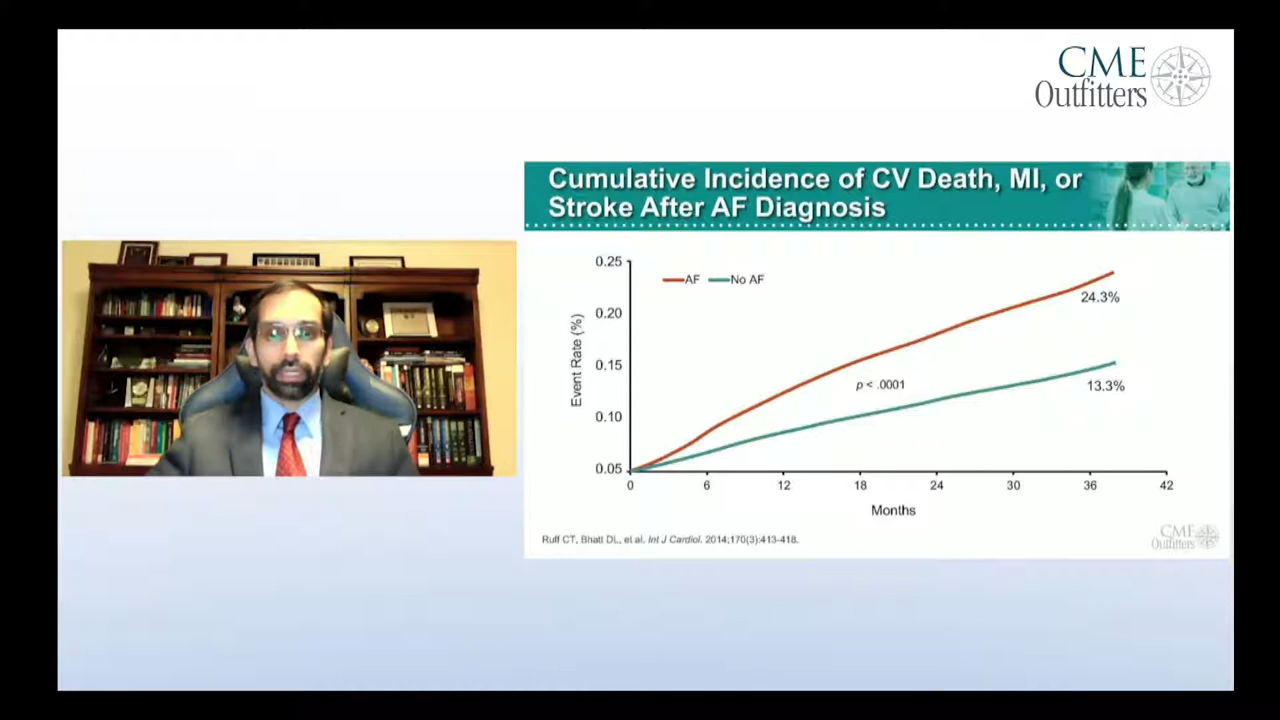 CME
Outfitters
Cumulative Incidence of CV Death, MI, or
Stroke After AF Diagnosis
AF No AF
Event Rate (%)
0.25
0.20
0.15
0.10
0.05
24.3%
p < .0001
13.3%
0 6 12 18 24 30 36 42
Months
Ruff CT, Bhatt DL, et al. Int J Cardiol. 2014;170(3):413-418.
CME
Outfitters